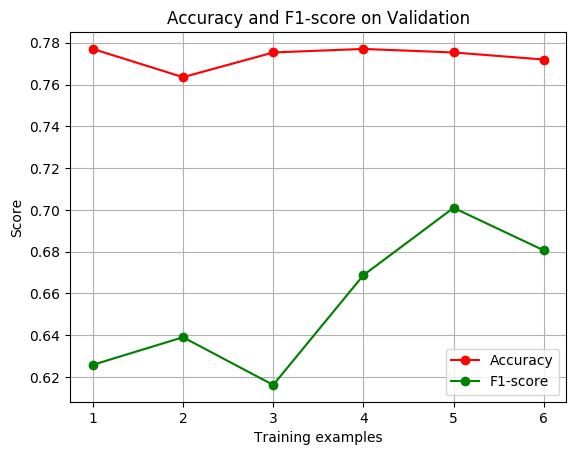 Accuracy and F1-score on Validation
0.78
0.76
0.74
0.72
0.70
0.68
0.66
0.64
0.62
Score
1 2 3 4 5 6
Training examples
Accuracy
F1-score